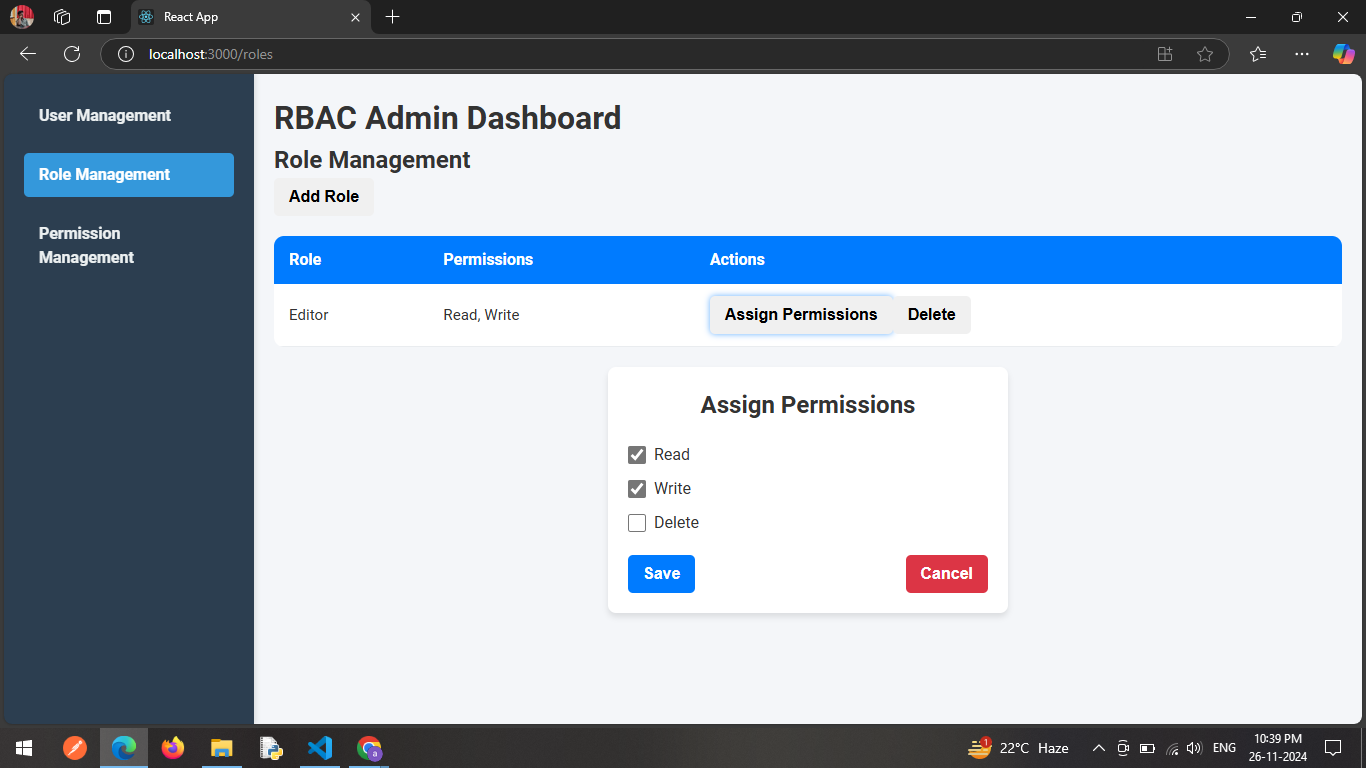 React App
localhost:3000/roles
User Management
Role Management
Permission
Management
RBAC Admin Dashboard
Role Management
Add Role
Role Permissions Actions
Editor Read, Write Assign Permissions Delete
Assign Permissions
Read
Write
Delete
Save Cancel
1
22°C Haze
ENG
10:39 PM
26-11-2024
a